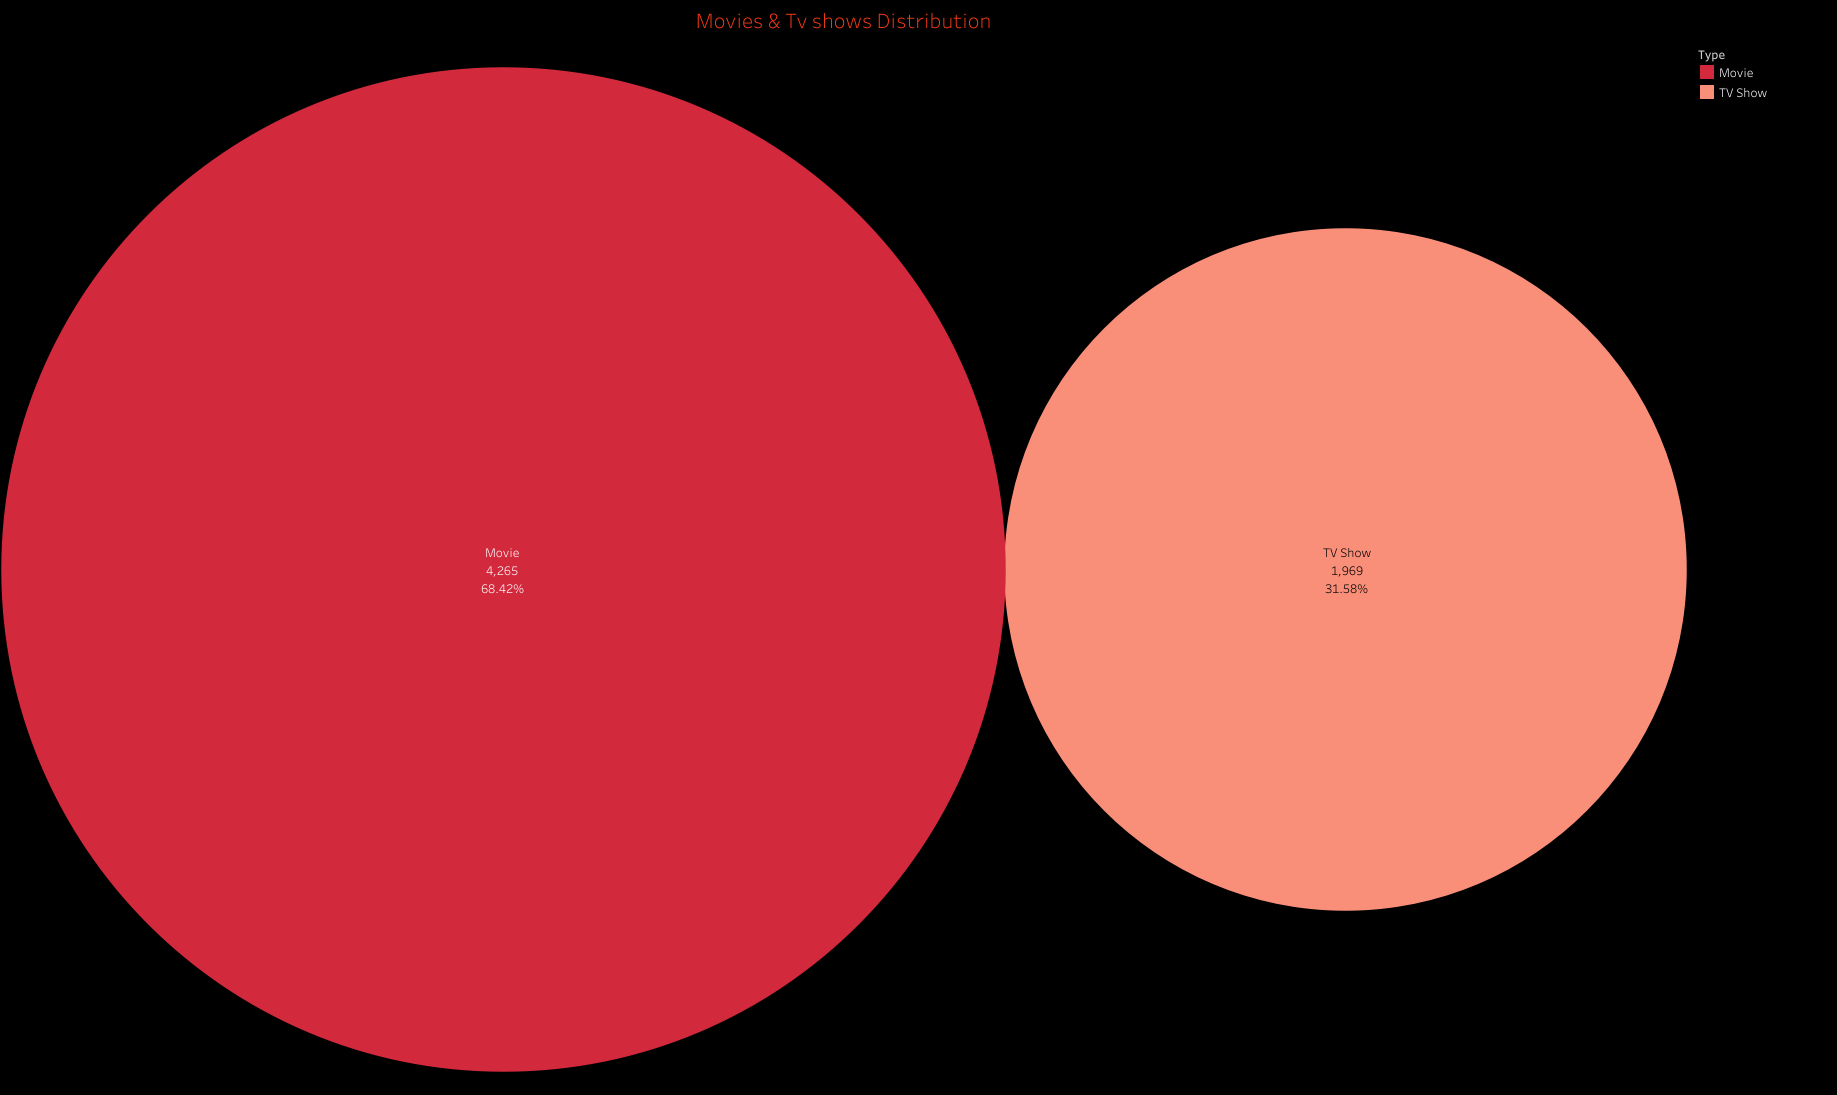 Movies & Tv shows Distribution
Type
Movie
TV Show
Movie
4,265
68.42%
TV Show
1,969
31.58%